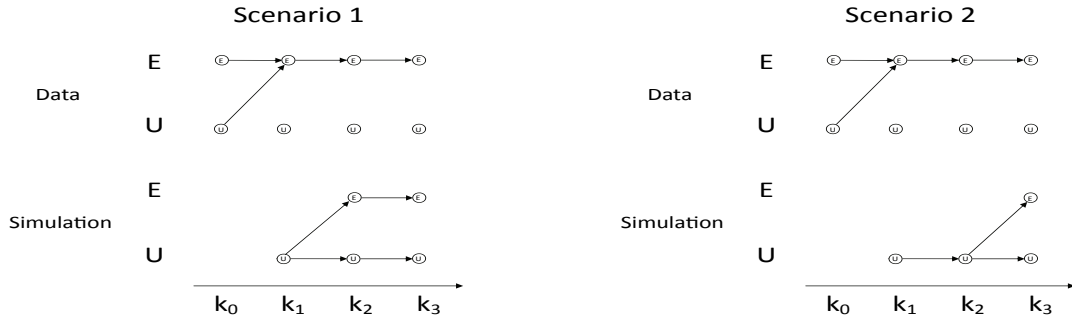 Scenario 1
E
E E E E
Data
U
U U U U
E
E E
Simulation
U
U U U
k0 k1 k2 k3
Scenario 2
E
E E E E
Data
U
U U U U
E
E
Simulation
U
U U U
k0 k1 k2 k3